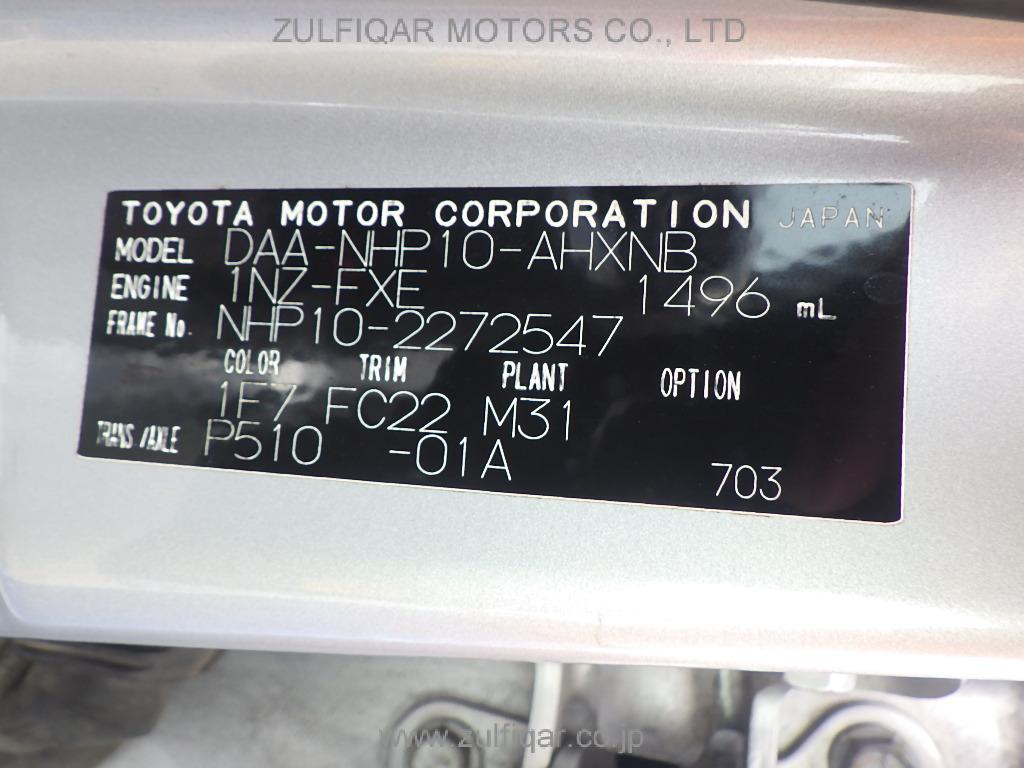 ZULFIQAR MOTORS CO., LTD
TOYOTA MOTOR CORPORATION JAPAN
MODEL DAA-NHP10-AHXNB
ENGINE 1NZ-FXE 1496 mL
FRAME No. NHP10-2272547
COLOR TRIM PLANT OPTION
1F7 FC22 M31
TRANS/AXLE P510 -01A 703
www.zulfiqar.co.jp